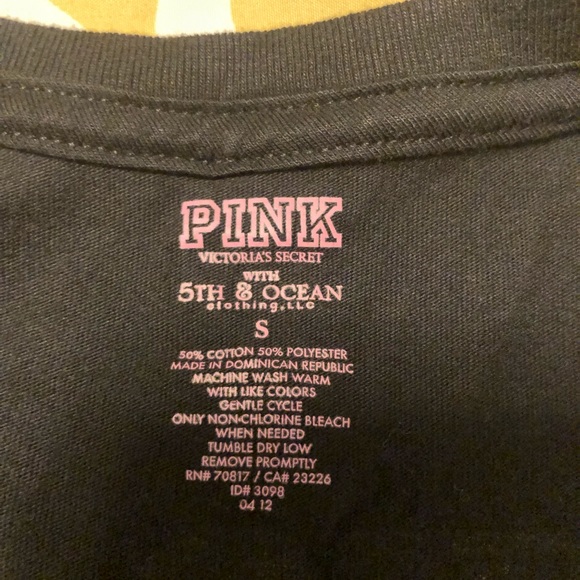 PINK
VICTORIA'S SECRET
WITH
5TH & OCEAN
clothing,LLC
S
50% COTTON 50% POLYESTER
MADE IN DOMINICAN REPUBLIC
MACHINE WASH WARM
WITH LIKE COLORS
GENTLE CYCLE
ONLY NON-CHLORINE BLEACH
WHEN NEEDED
TUMBLE DRY LOW
REMOVE PROMPTLY
RN# 70817 / CA# 23226
ID# 3098
04 12